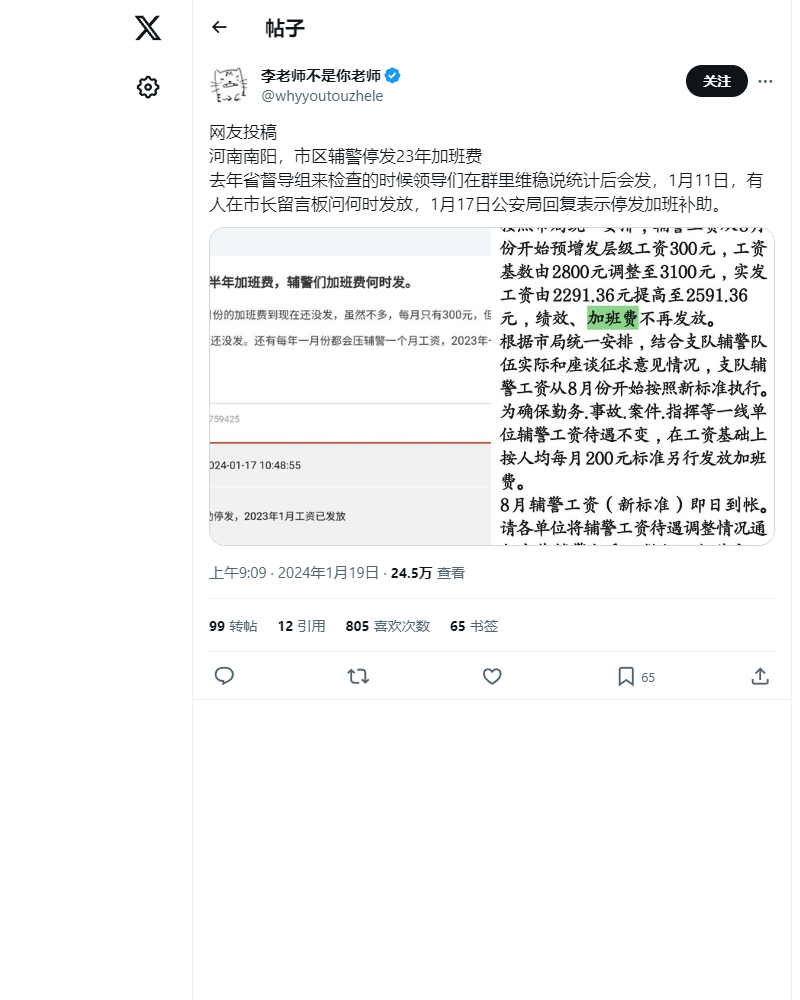 帖子
李老师不是你老师
@whyyoutouzhele
关注
网友投稿
河南南阳，市区辅警停发23年加班费
去年省督导组来检查的时候领导们在群里维稳说统计后会发，1月11日，有
人在市长留言板问何时发放，1月17日公安局回复表示停发加班补助。
半年加班费，辅警们加班费何时发。
份的加班费到现在还没发，虽然不多，每月只有300元，但
还没发。还有每年一月份都会压辅警一个月工资，2023年
759425
024-01-17 10:48:55
停发，2023年1月工资已发放
按照市局统一安排，辅警工资从8月
份开始预增发层级工资300元，工资
基数由2800元调整至3100元，实发
工资由2291.36元提高至2591.36
元，绩效、加班费不再发放。
根据市局统一安排，结合支队辅警队
伍实际和座谈征求意见情况，支队辅
警工资从8月份开始按照新标准执行。
为确保勤务.事故.案件.指挥等一线单
位辅警工资待遇不变，在工资基础上
按人均每月200元标准另行发放加班
费。
8月辅警工资（新标准）即日到帐。
请各单位将辅警工资待遇调整情况通
上午9:09 · 2024年1月19日 · 24.5万 查看
99 转帖 12 引用 805 喜欢次数 65 书签
65